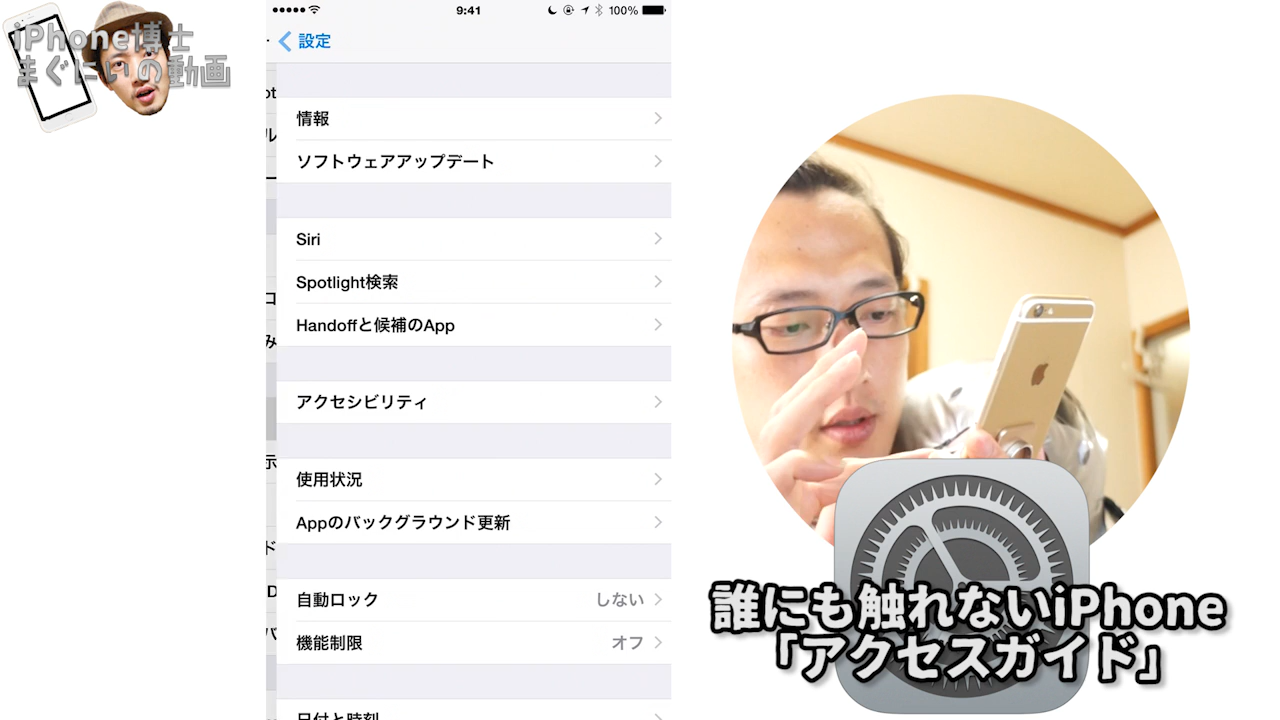 iPhone博士
まぐにぃの動画
9:41
100%
設定
情報
ソフトウェアアップデート
Siri
Spotlight検索
Handoffと候補のApp
アクセシビリティ
使用状況
Appのバックグラウンド更新
自動ロック しない
機能制限 オフ
日付と時刻
誰にも触れないiPhone
「アクセスガイド」